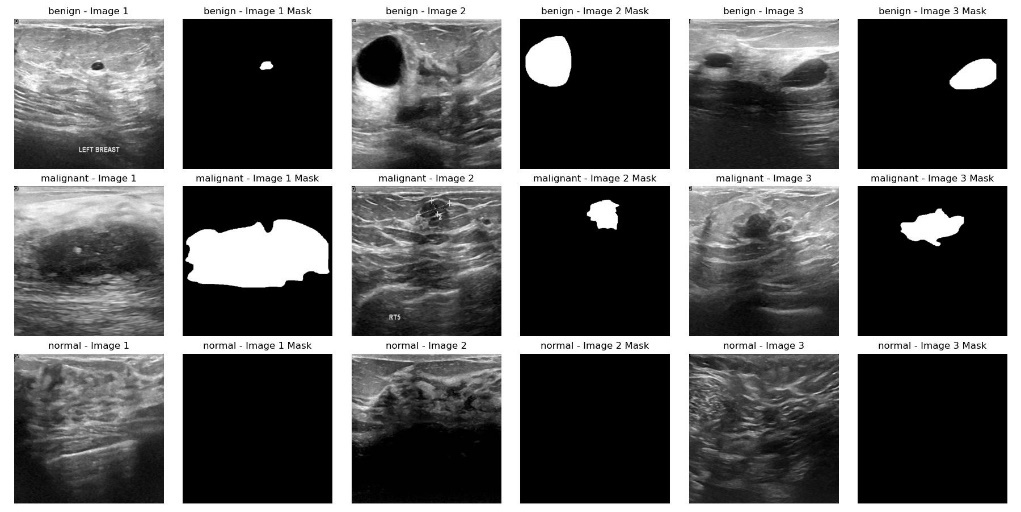 benign - Image 1
benign - Image 1 Mask
benign - Image 2
benign - Image 2 Mask
benign - Image 3
benign - Image 3 Mask
LEFT BREAST
malignant - Image 1
malignant - Image 1 Mask
malignant - Image 2
malignant - Image 2 Mask
malignant - Image 3
malignant - Image 3 Mask
RTS
normal - Image 1
normal - Image 1 Mask
normal - Image 2
normal - Image 2 Mask
normal - Image 3
normal - Image 3 Mask